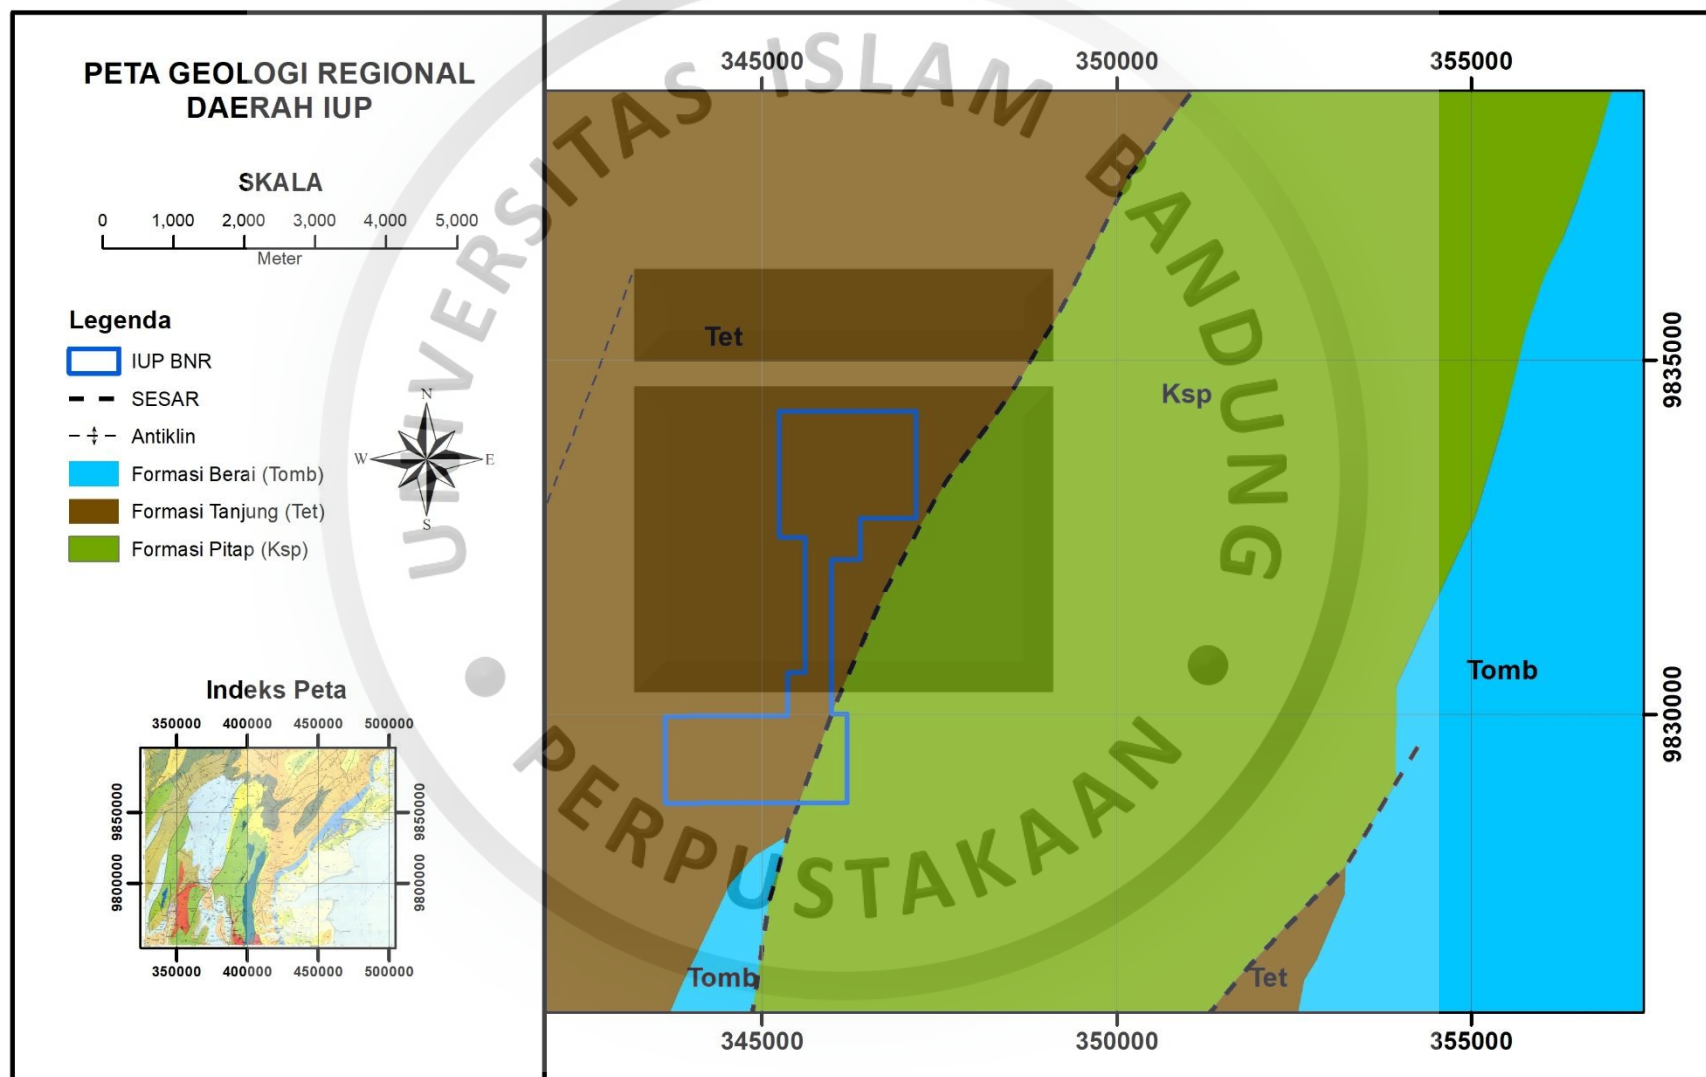 PETA GEOLOGI REGIONAL
DAERAH IUP
SKALA
0 1,000 2,000 3,000 4,000 5,000
Meter
Legenda
IUP BNR
SESAR
Antiklin
Formasi Berai (Tomb)
Formasi Tanjung (Tet)
Formasi Pitap (Ksp)
N
W E
S
Indeks Peta
350000 400000 450000 500000
9850000 9850000
9800000 9800000
350000 400000 450000 500000
345000 350000 355000
Tet
Ksp
9835000
Tomb
9830000
Tomb
Tet
345000 350000 355000
UNIVERSITAS ISLAM BANDUNG
PERPUSTAKAAN